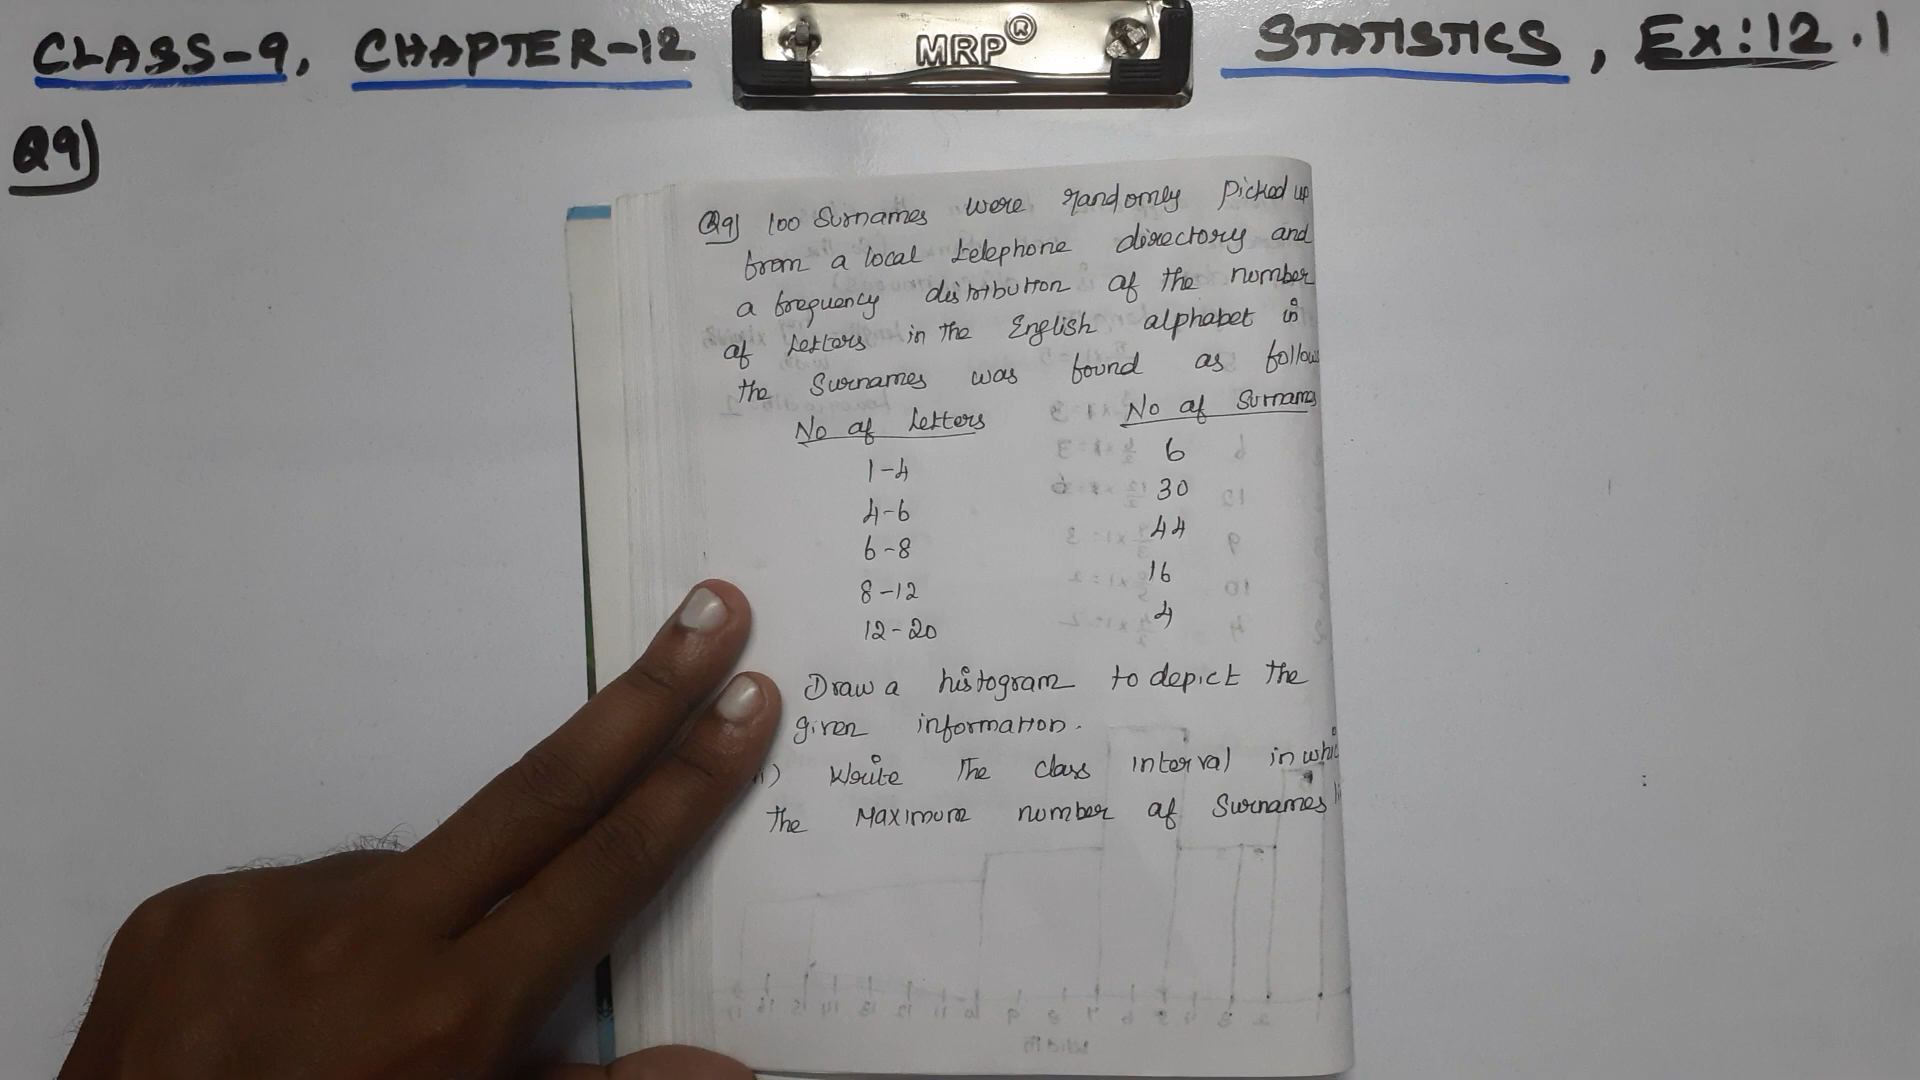 CLASS-9, CHAPTER-12
MRP®
STATISTICS, Ex:12.1
Q9)
Q9) 100 Surnames were randomly Picked up
from a local telephone directory and
a frequency distribution of the number
of Letters in the English alphabet in
the Surnames was found as follow
No of Letters No of Surnames
1-4 6
4-6 30
6-8 44
8-12 16
12-20 4
Draw a histogram to depict the
given information.
ii) Write the class interval in whic
the Maximum number of Surnames li